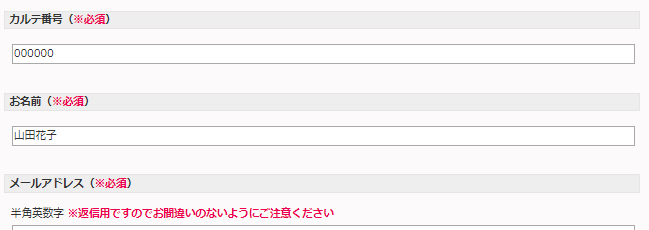 カルテ番号（※必須）
000000
お名前（※必須）
山田花子
メールアドレス（※必須）
半角英数字 ※返信用ですのでお間違いのないようにご注意ください